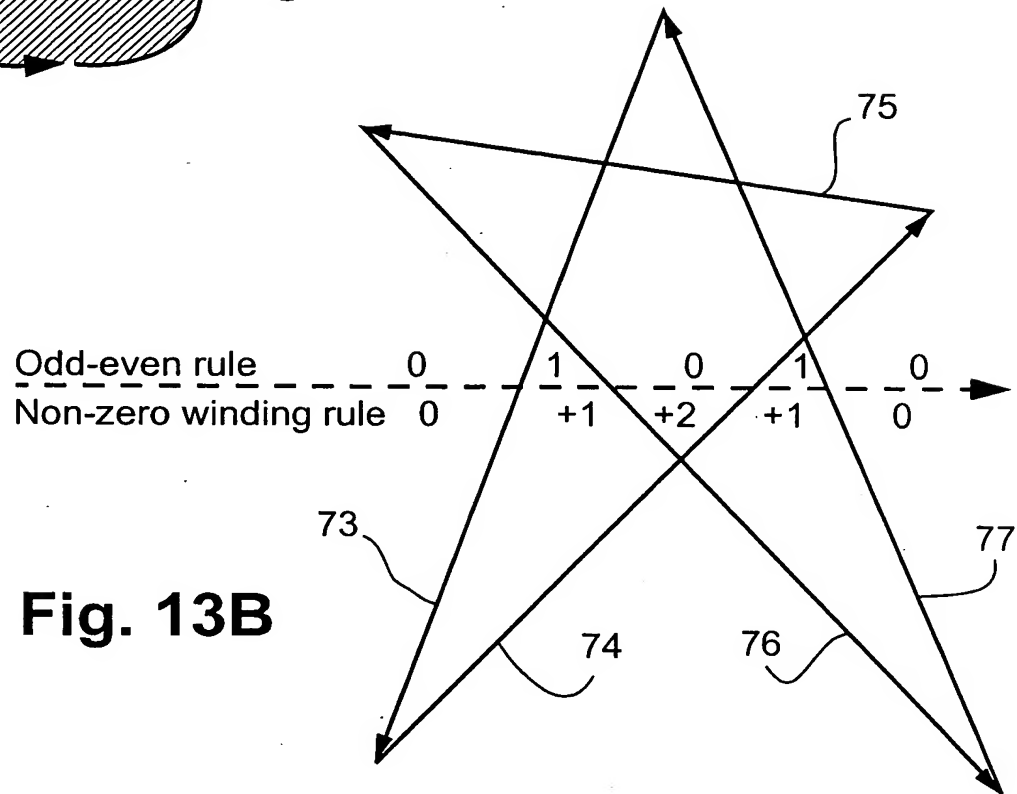 75
Odd-even rule 0 1 0 1 0
Non-zero winding rule 0 +1 +2 +1 0
73
77
Fig. 13B
74
76